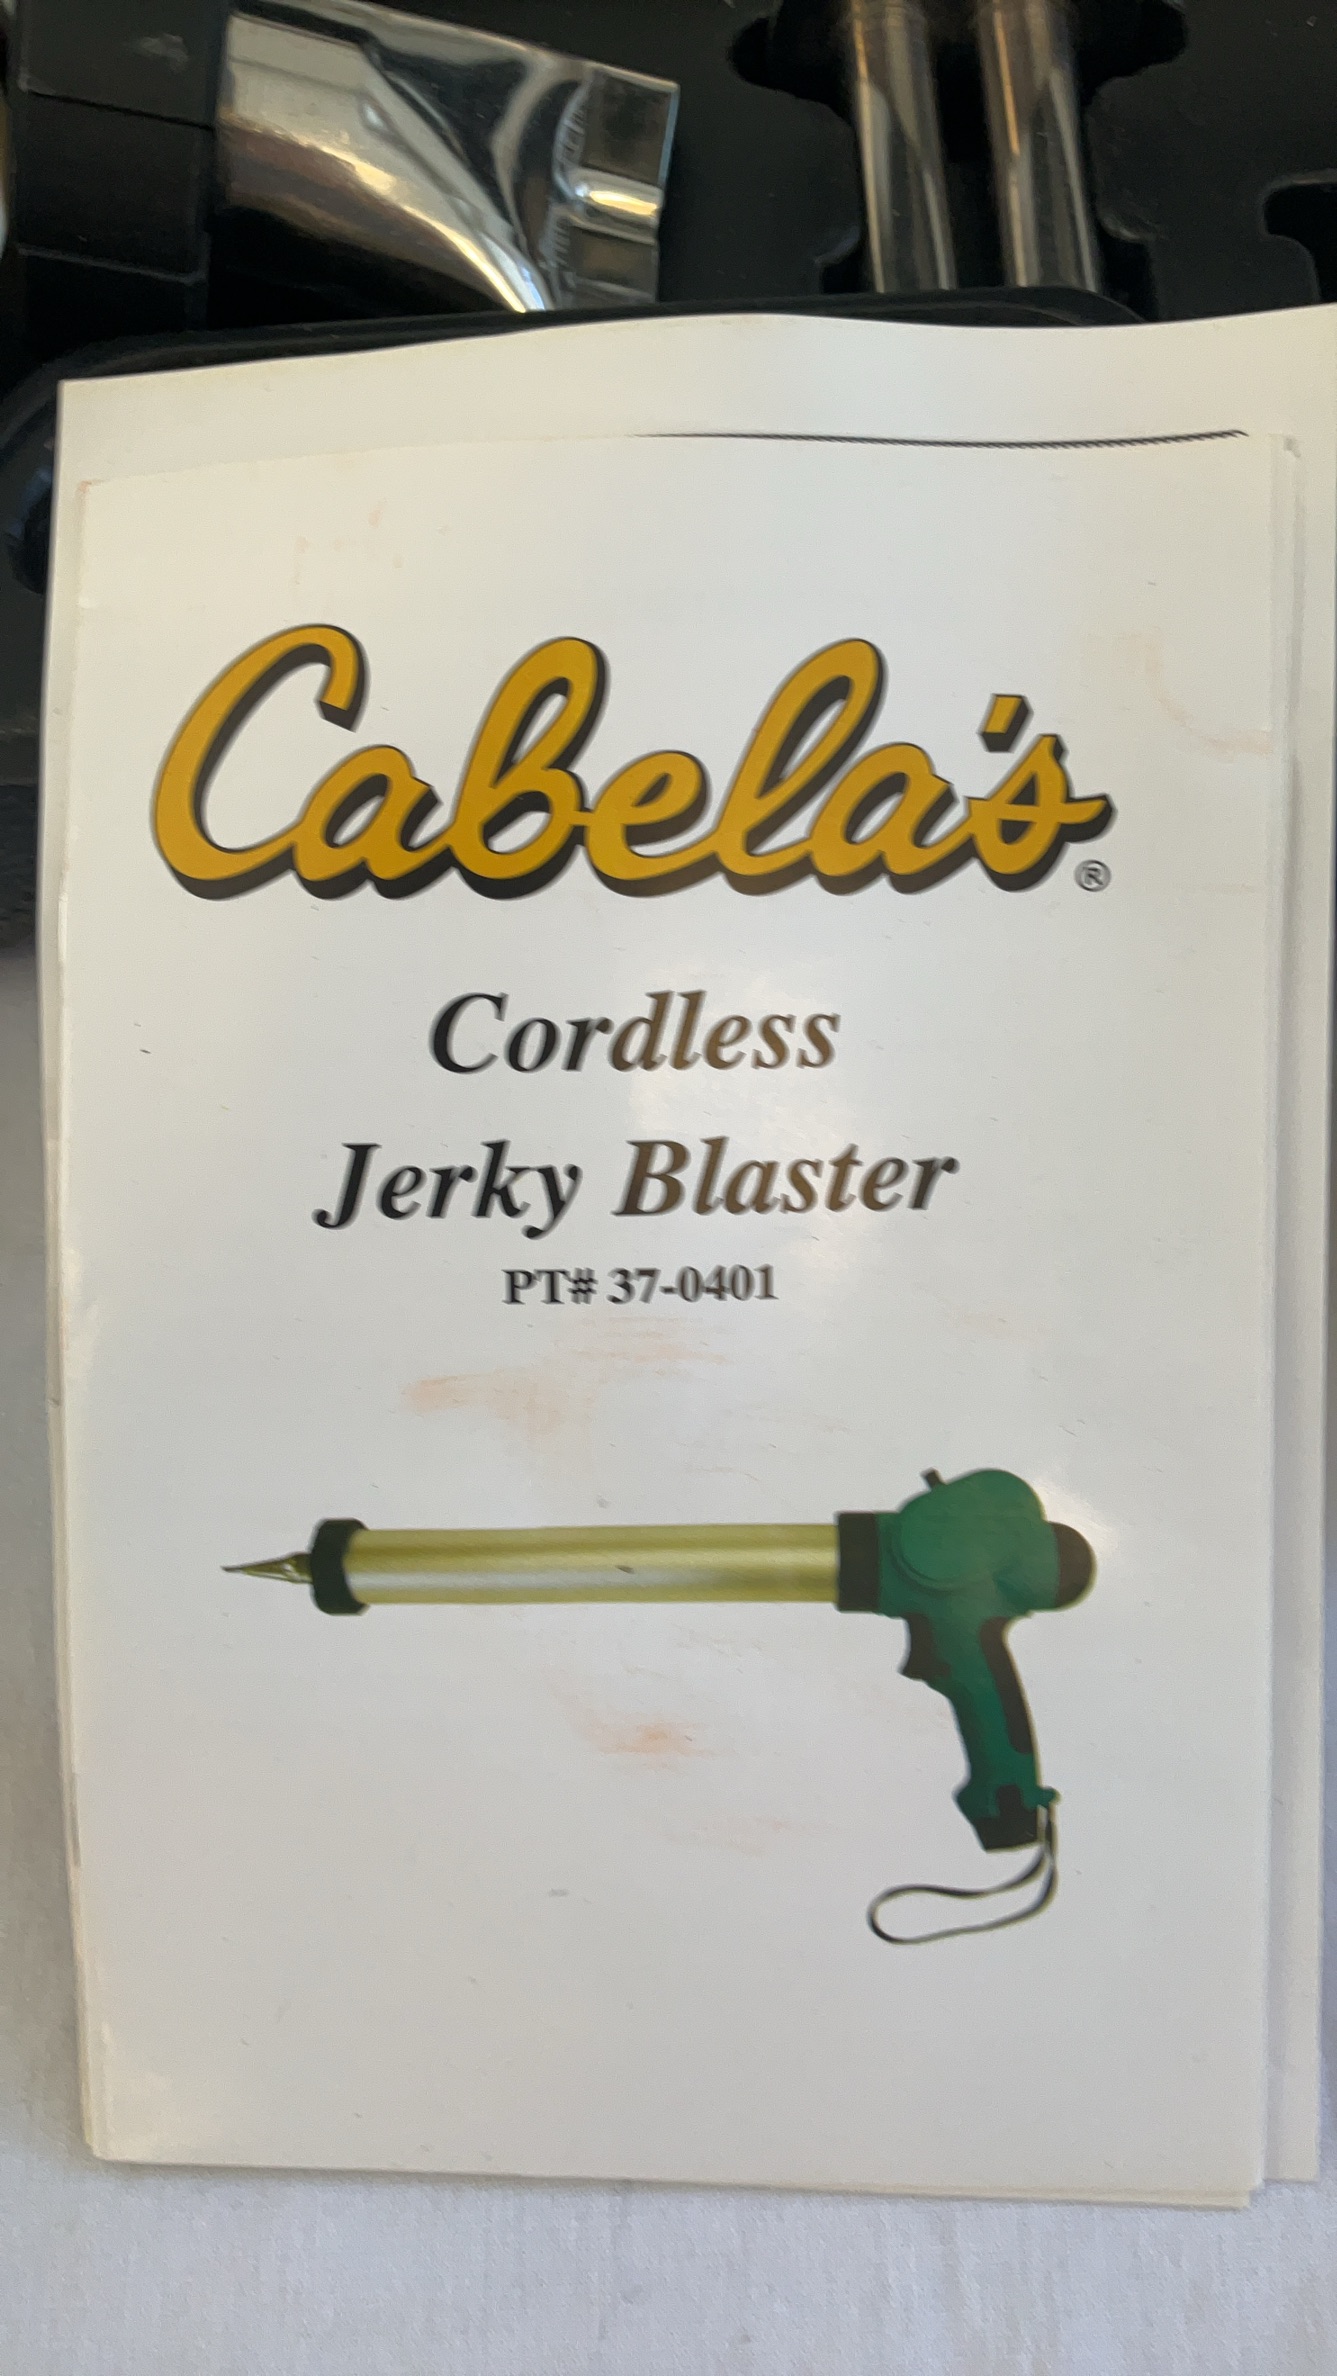 Cabela's®
Cordless
Jerky Blaster
PT# 37-0401